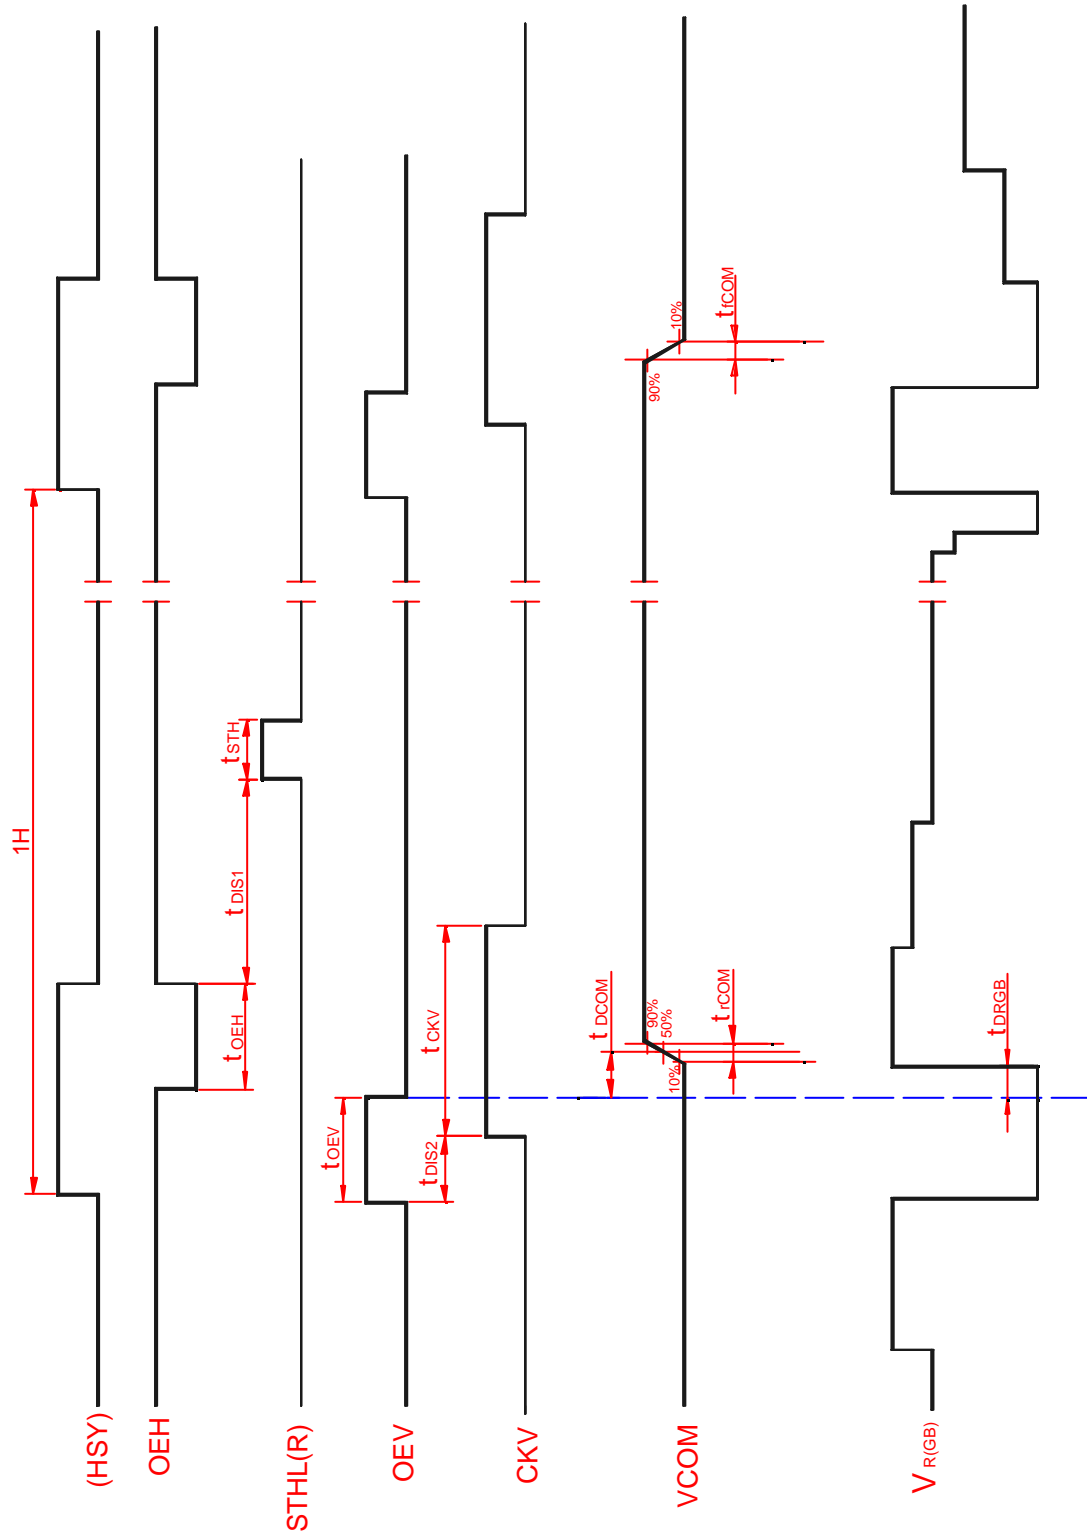 (HSY)
1H
OEH
tOEH
tDIS1
tSTH
STHL(R)
OEV
tOEV
tDIS2
tCKV
CKV
tDCOM
VCOM
10%
50%
90%
trCOM
90%
10%
tfCOM
VR(GB)
tDRGB